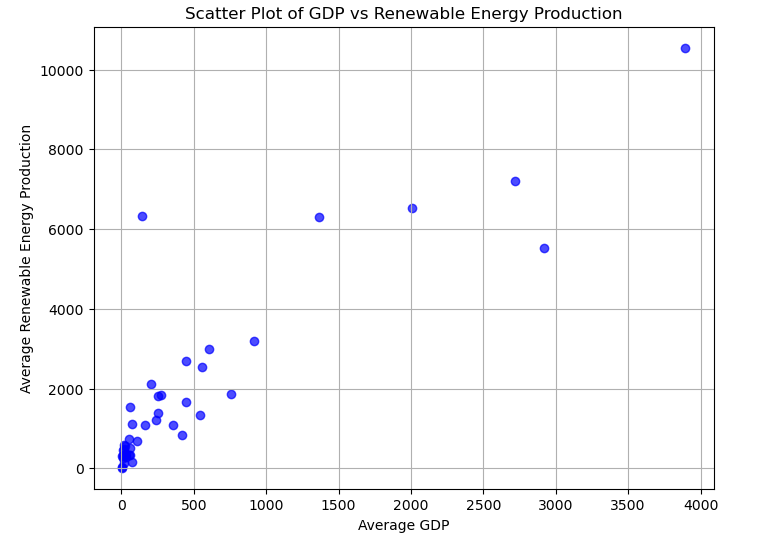 Scatter Plot of GDP vs Renewable Energy Production
Average Renewable Energy Production
10000
8000
6000
4000
2000
0
0 500 1000 1500 2000 2500 3000 3500 4000
Average GDP